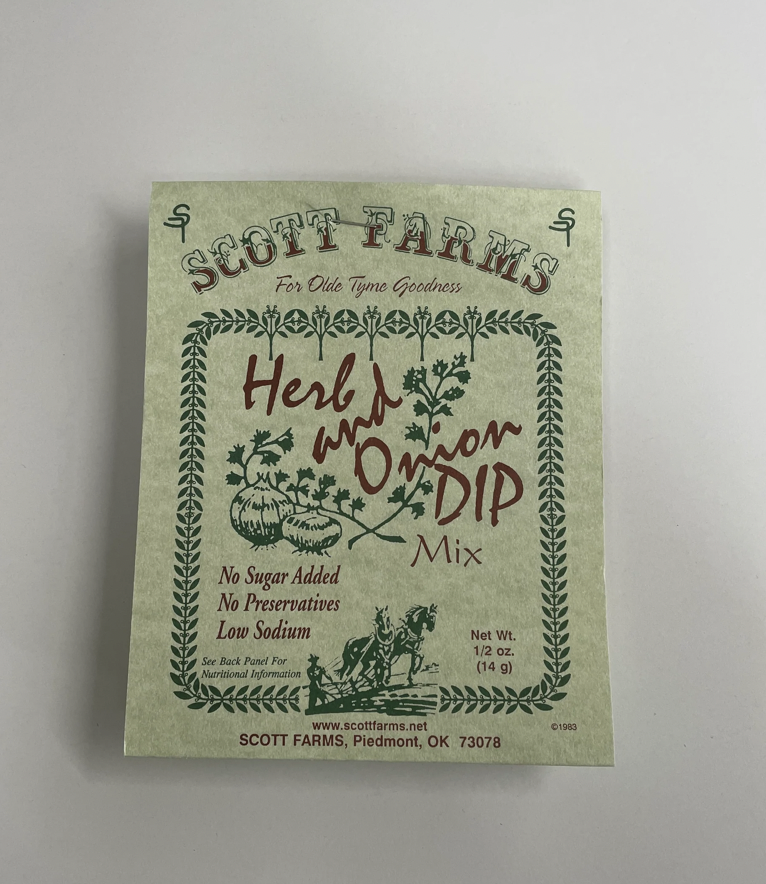 SCOTT FARMS
For Olde Tyme Goodness
Herb
and
Onion
DIP
Mix
No Sugar Added
No Preservatives
Low Sodium
See Back Panel For
Nutritional Information
Net Wt.
1/2 oz.
(14 g)
www.scottfarms.net
©1983
SCOTT FARMS, Piedmont, OK 73078